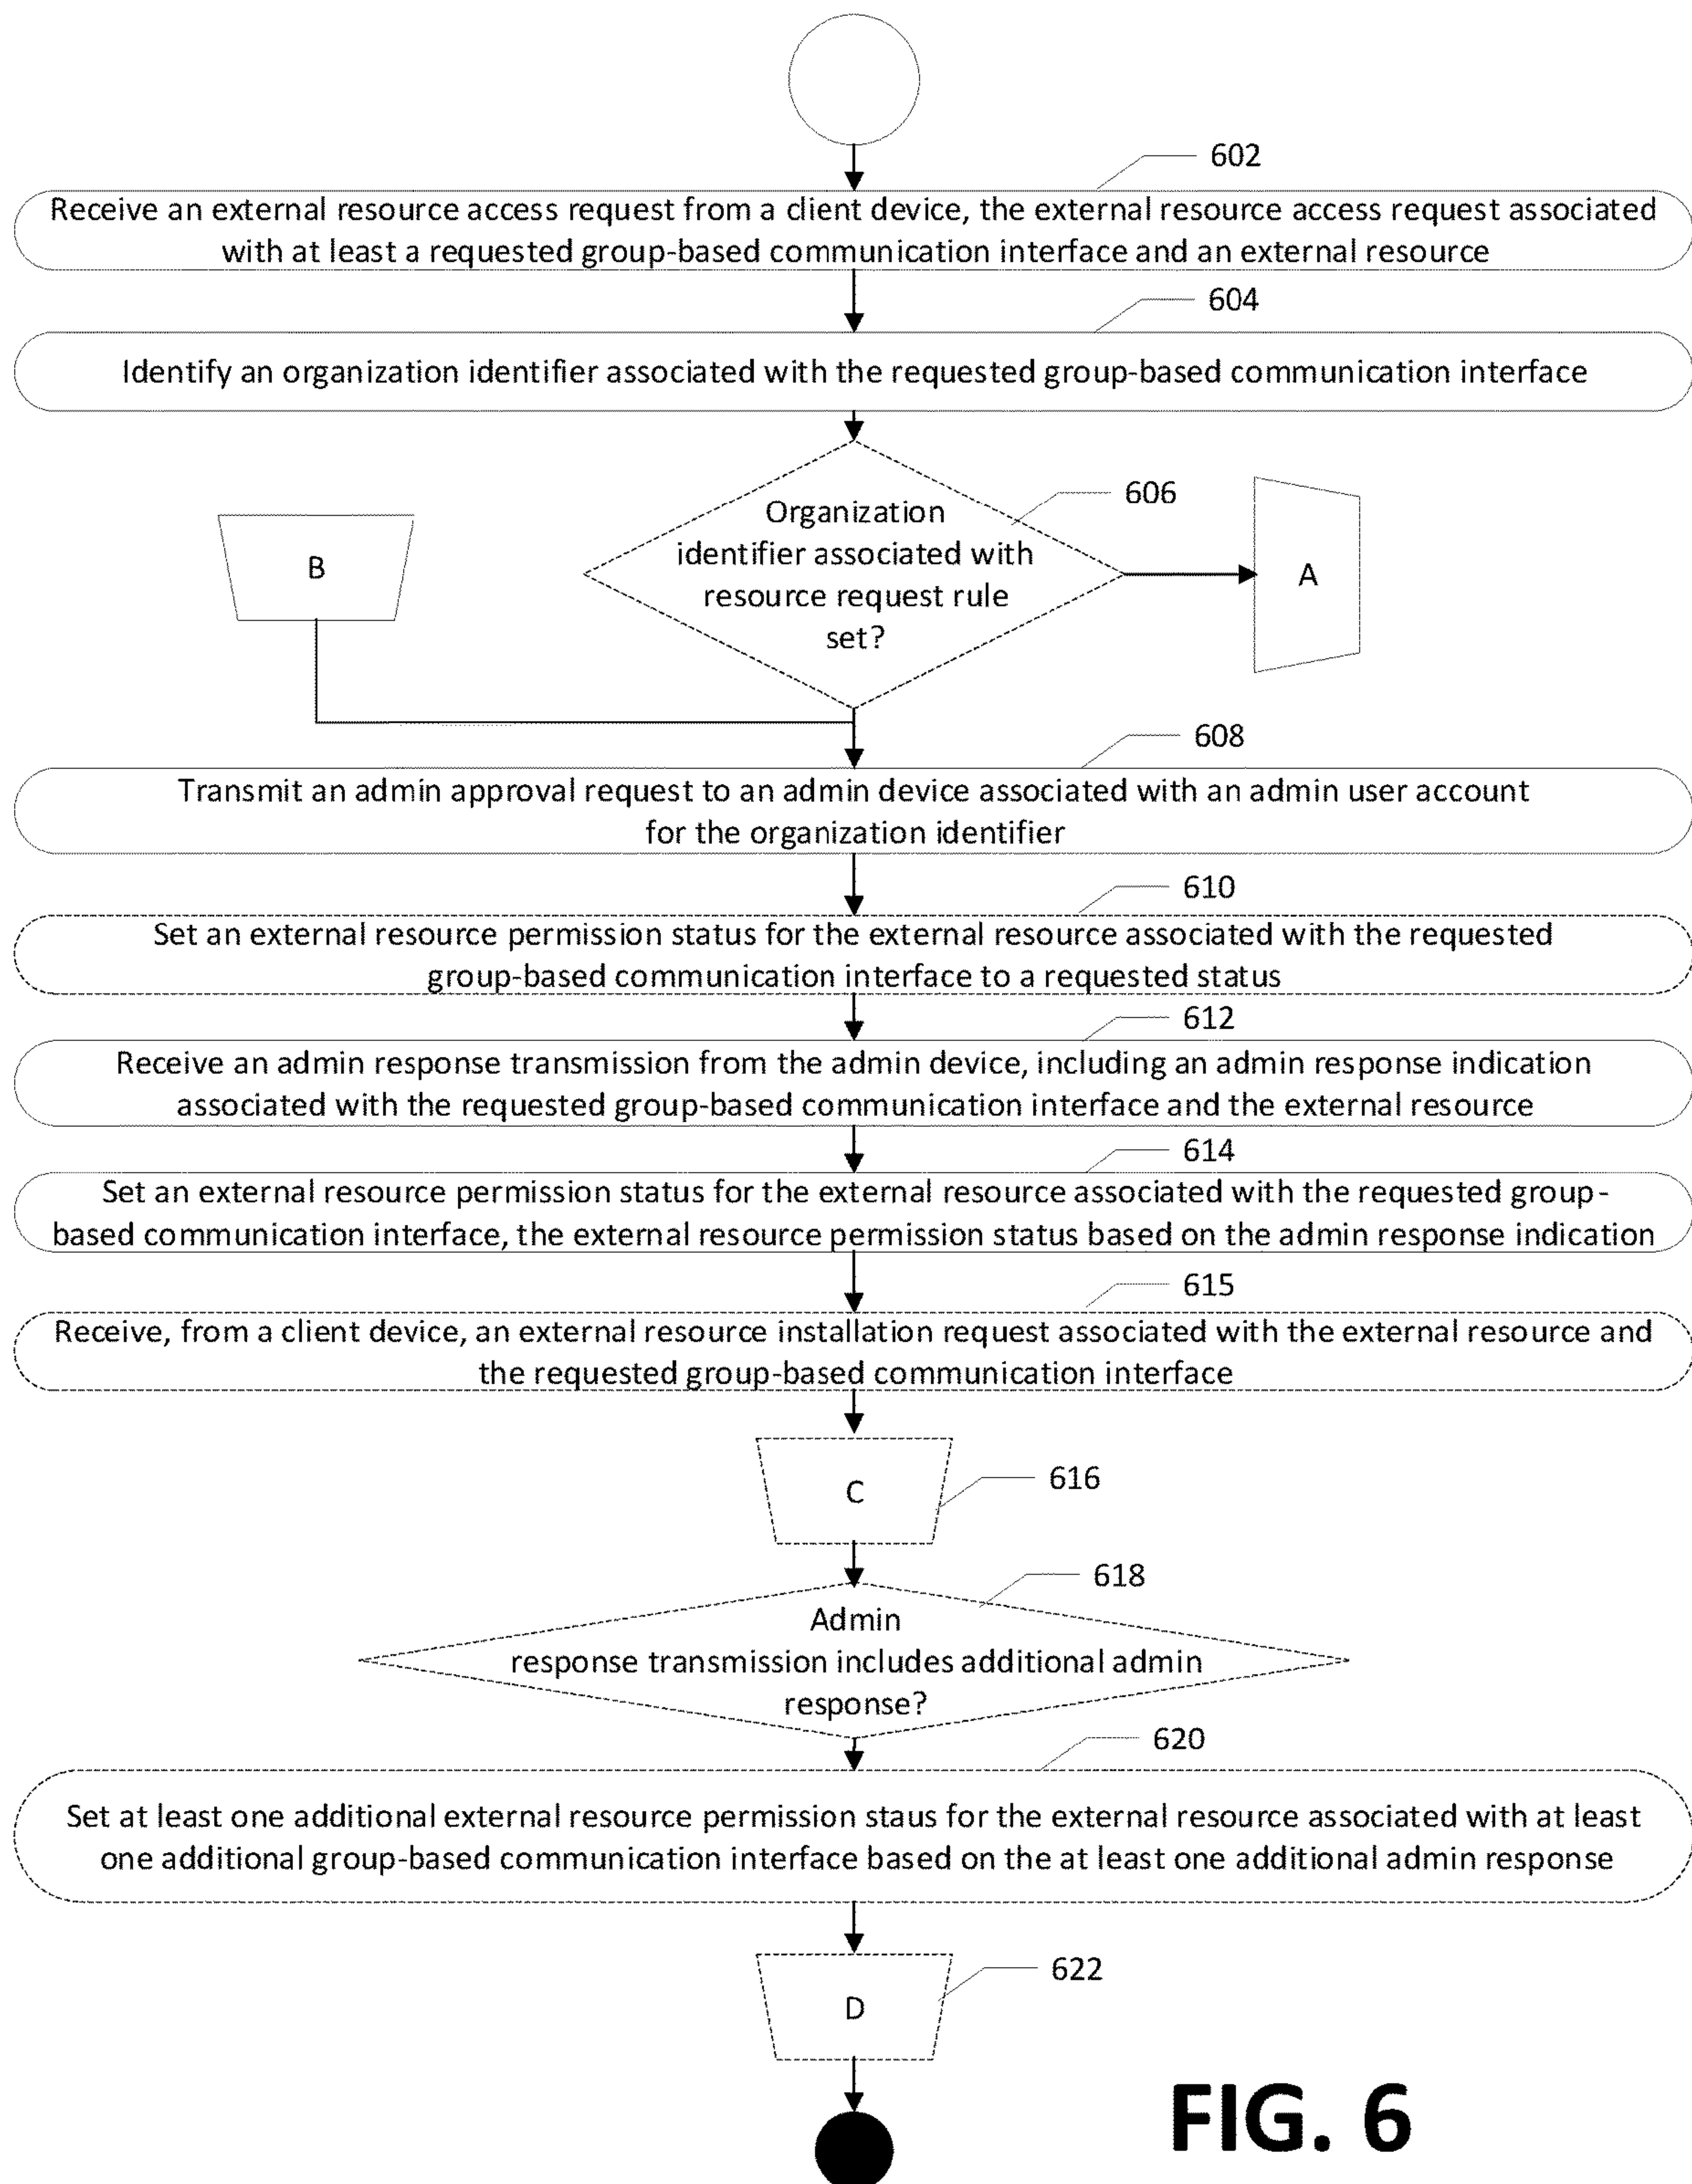 602
Receive an external resource access request from a client device, the external resource access request associated
with at least a requested group-based communication interface and an external resource
604
Identify an organization identifier associated with the requested group-based communication interface
606
Organization
identifier associated with
resource request rule
set?
B
A
608
Transmit an admin approval request to an admin device associated with an admin user account
for the organization identifier
610
Set an external resource permission status for the external resource associated with the requested
group-based communication interface to a requested status
612
Receive an admin response transmission from the admin device, including an admin response indication
associated with the requested group-based communication interface and the external resource
614
Set an external resource permission status for the external resource associated with the requested group-
based communication interface, the external resource permission status based on the admin response indication
615
Receive, from a client device, an external resource installation request associated with the external resource and
the requested group-based communication interface
C
616
618
Admin
response transmission includes additional admin
response?
620
Set at least one additional external resource permission staus for the external resource associated with at least
one additional group-based communication interface based on the at least one additional admin response
D
622
FIG. 6